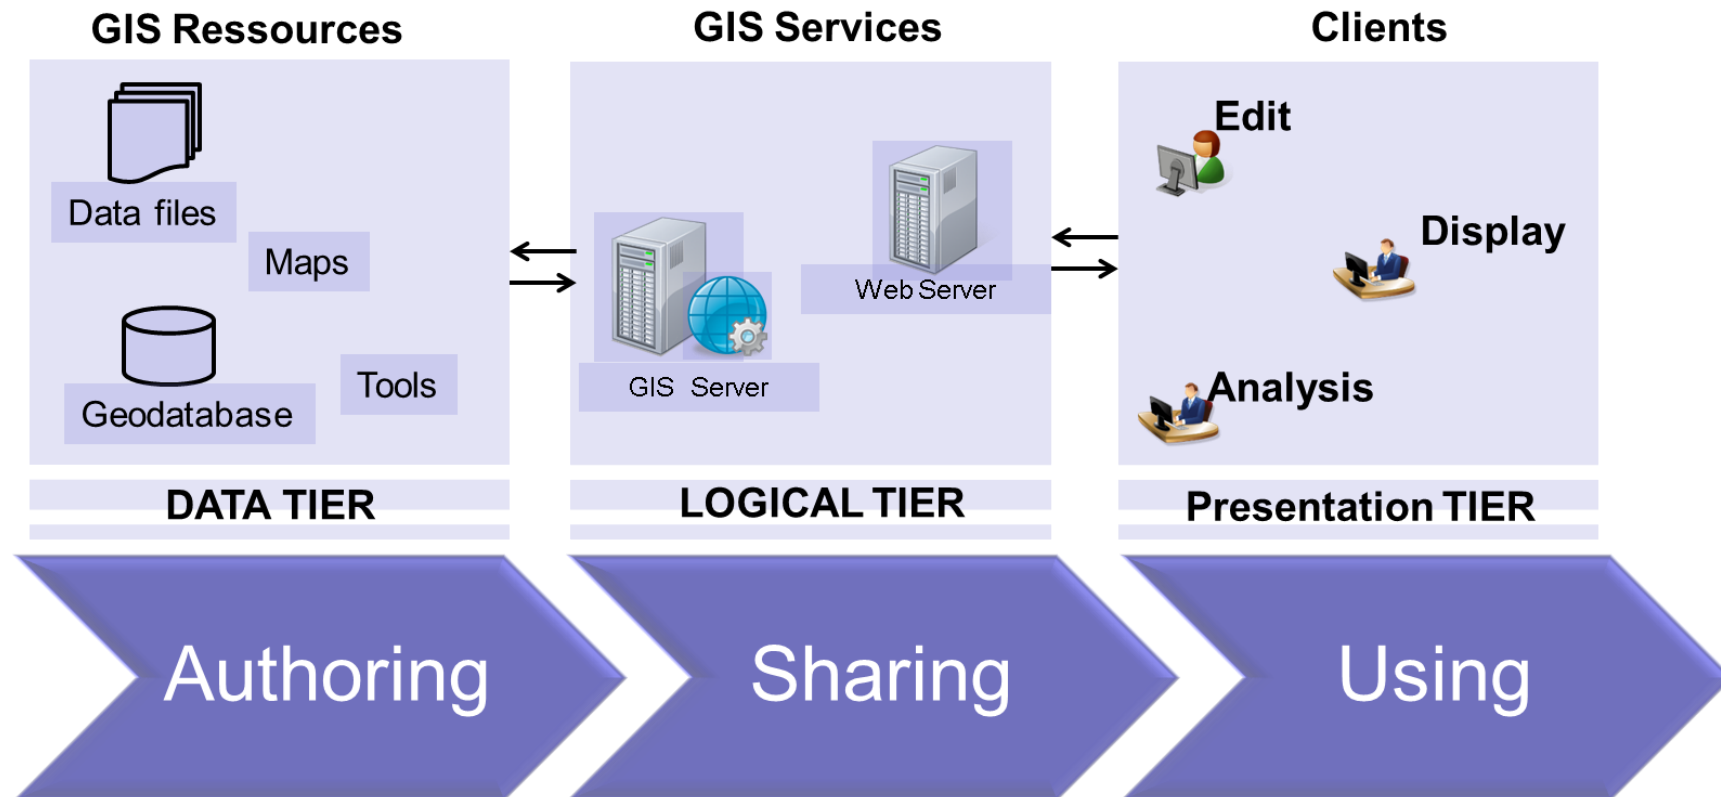 GIS Ressources
GIS Services
Clients
Data files
Maps
Geodatabase
Tools
GIS Server
Web Server
Edit
Display
Analysis
DATA TIER
LOGICAL TIER
Presentation TIER
Authoring
Sharing
Using